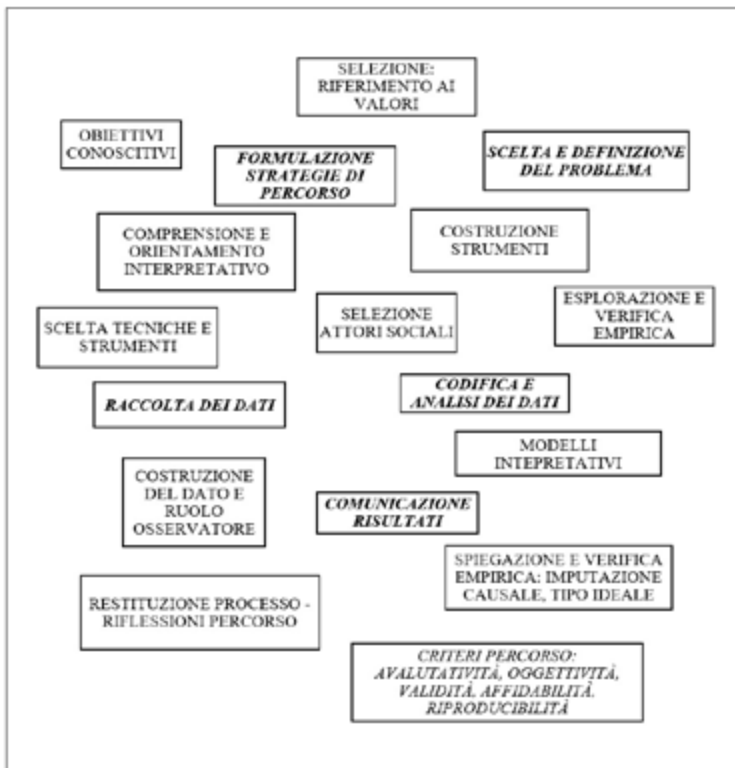 SELEZIONE:
RIFERIMENTO AI
VALORI
OBIETTIVI
CONOSCITIVI
FORMULAZIONE
STRATEGIE DI
PERCORSO
SCELTA E DEFINIZIONE
DEL PROBLEMA
COMPRENSIONE E
ORIENTAMENTO
INTERPRETATIVO
COSTRUZIONE
STRUMENTI
SCELTA TECNICHE E
STRUMENTI
SELEZIONE
ATTORI SOCIALI
ESPLORAZIONE E
VERIFICA
EMPIRICA
RACCOLTA DEI DATI
CODIFICA E
ANALISI DEI DATI
MODELLI
INTEPRETATIVI
COSTRUZIONE
DEL DATO E
RUOLO
OSSERVATORE
COMUNICAZIONE
RISULTATI
SPIEGAZIONE E VERIFICA
EMPIRICA: IMPUTAZIONE
CAUSALE, TIPO IDEALE
RESTITUZIONE PROCESSO -
RIFLESSIONI PERCORSO
CRITERI PERCORSO:
AVALUTATIVITÀ, OGGETTIVITÀ,
VALIDITÀ, AFFIDABILITÀ,
RIPRODUCIBILITÀ